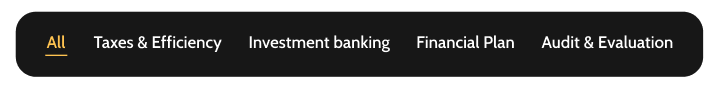 All Taxes & Efficiency Investment banking Financial Plan Audit & Evaluation